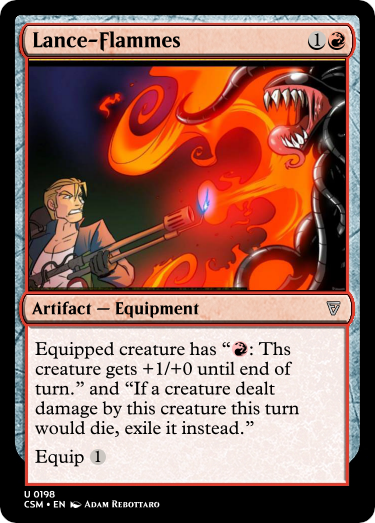 Lance-Flammes 1
Equipped creature has “: Ths
creature gets +1/+0 until end of
turn.” and “If a creature dealt
damage by this creature this turn
would die, exile it instead.”
Artifact — Equipment
Equip 1
U 0198
CSM • EN Adam Rebottaro